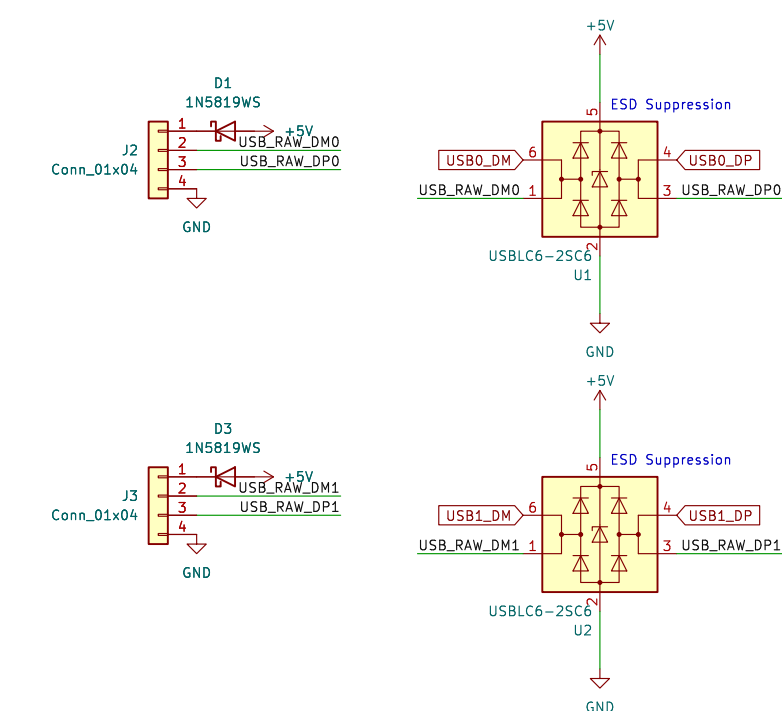 +5V
D1
1N5819WS
ESD Suppression
5
1
+5V
J2
2
USB_RAW_DM0
Conn_01x04
3
USB_RAW_DP0
4
GND
USB0_DM
6
4
USB0_DP
USB_RAW_DM0
1
3
USB_RAW_DP0
2
USBLC6-2SC6
U1
GND
+5V
D3
1N5819WS
ESD Suppression
5
1
+5V
J3
2
USB_RAW_DM1
Conn_01x04
3
USB_RAW_DP1
4
GND
USB1_DM
6
4
USB1_DP
USB_RAW_DM1
1
3
USB_RAW_DP1
2
USBLC6-2SC6
U2
GND